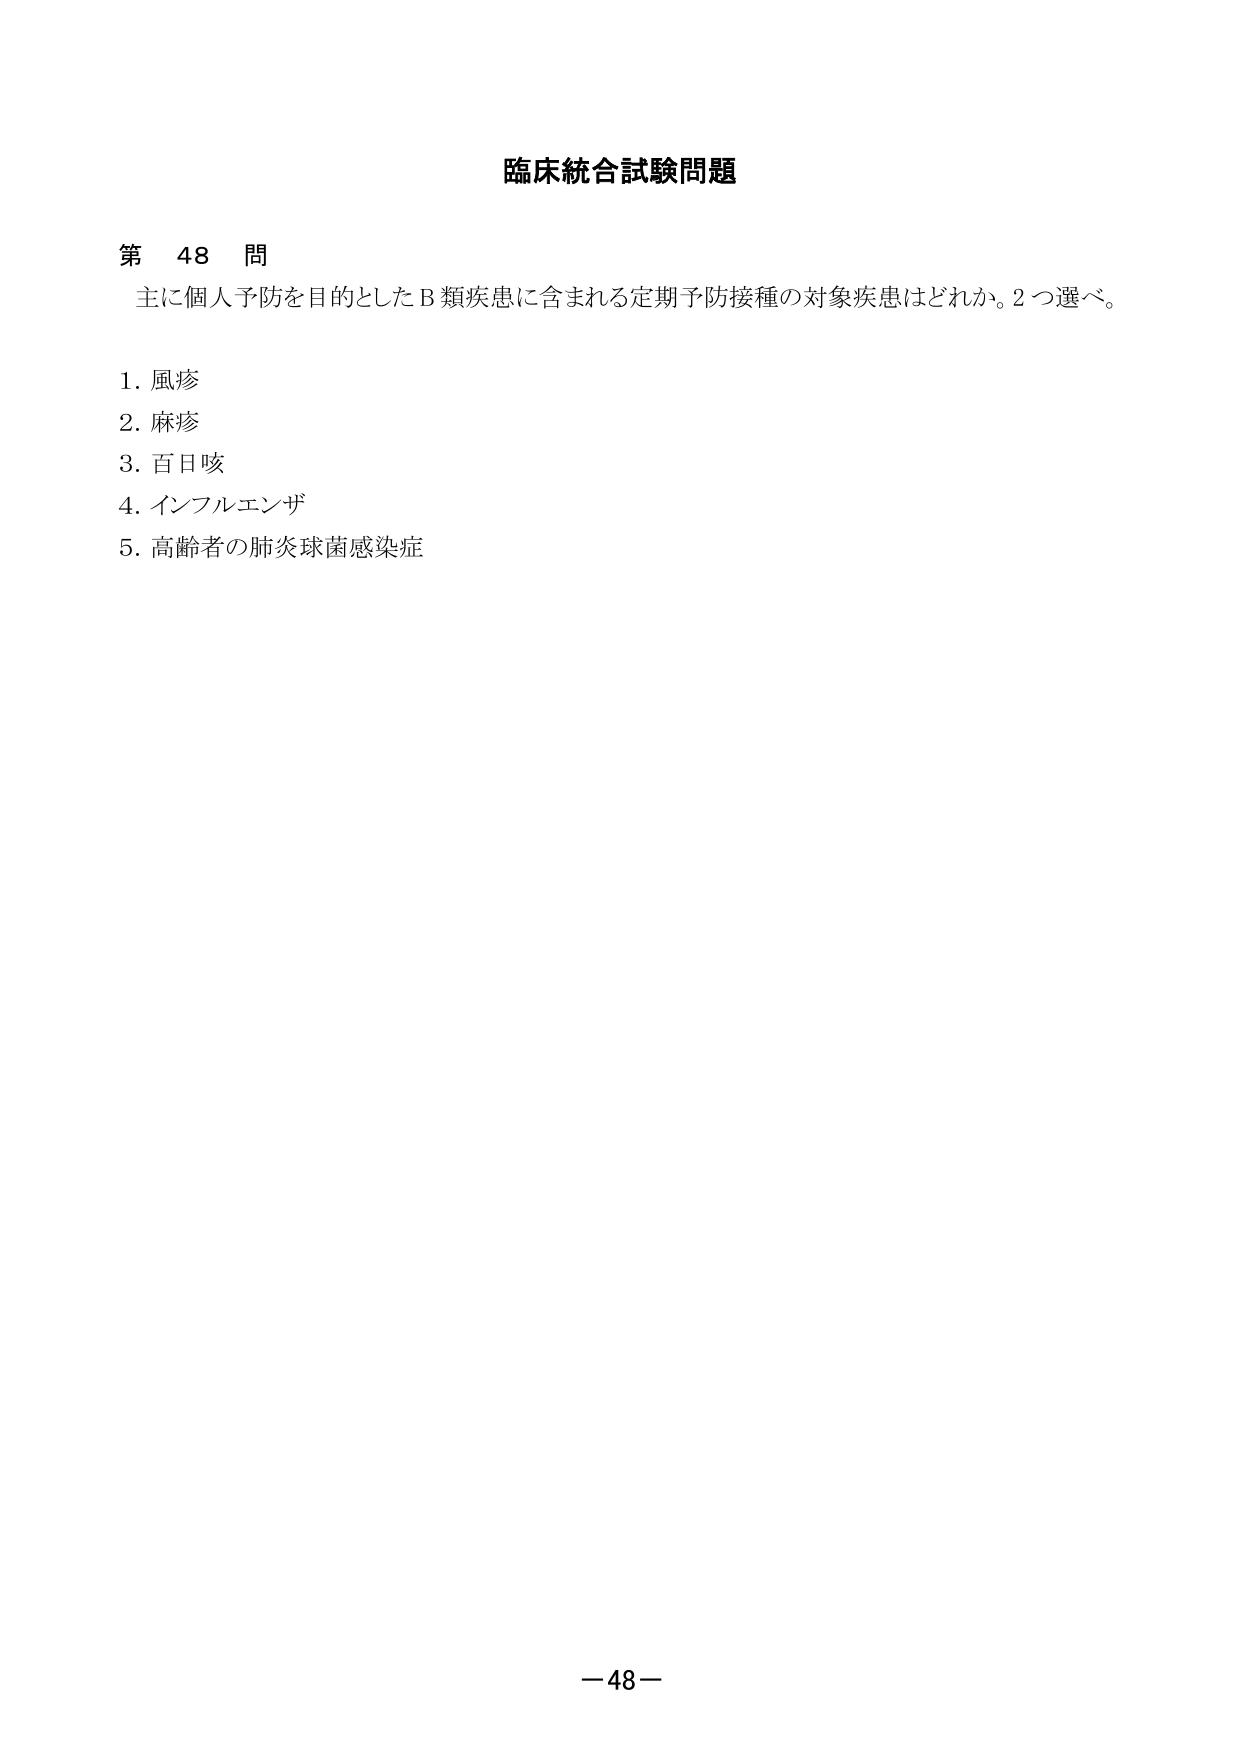 臨床統合試験問題
第 48 問
主に個人予防を目的としたB類疾患に含まれる定期予防接種の対象疾患はどれか。2つ選べ。
1. 風疹
2. 麻疹
3. 百日咳
4. インフルエンザ
5. 高齢者の肺炎球菌感染症
―48―